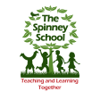 The
Spinney
School
Teaching and Learning
Together